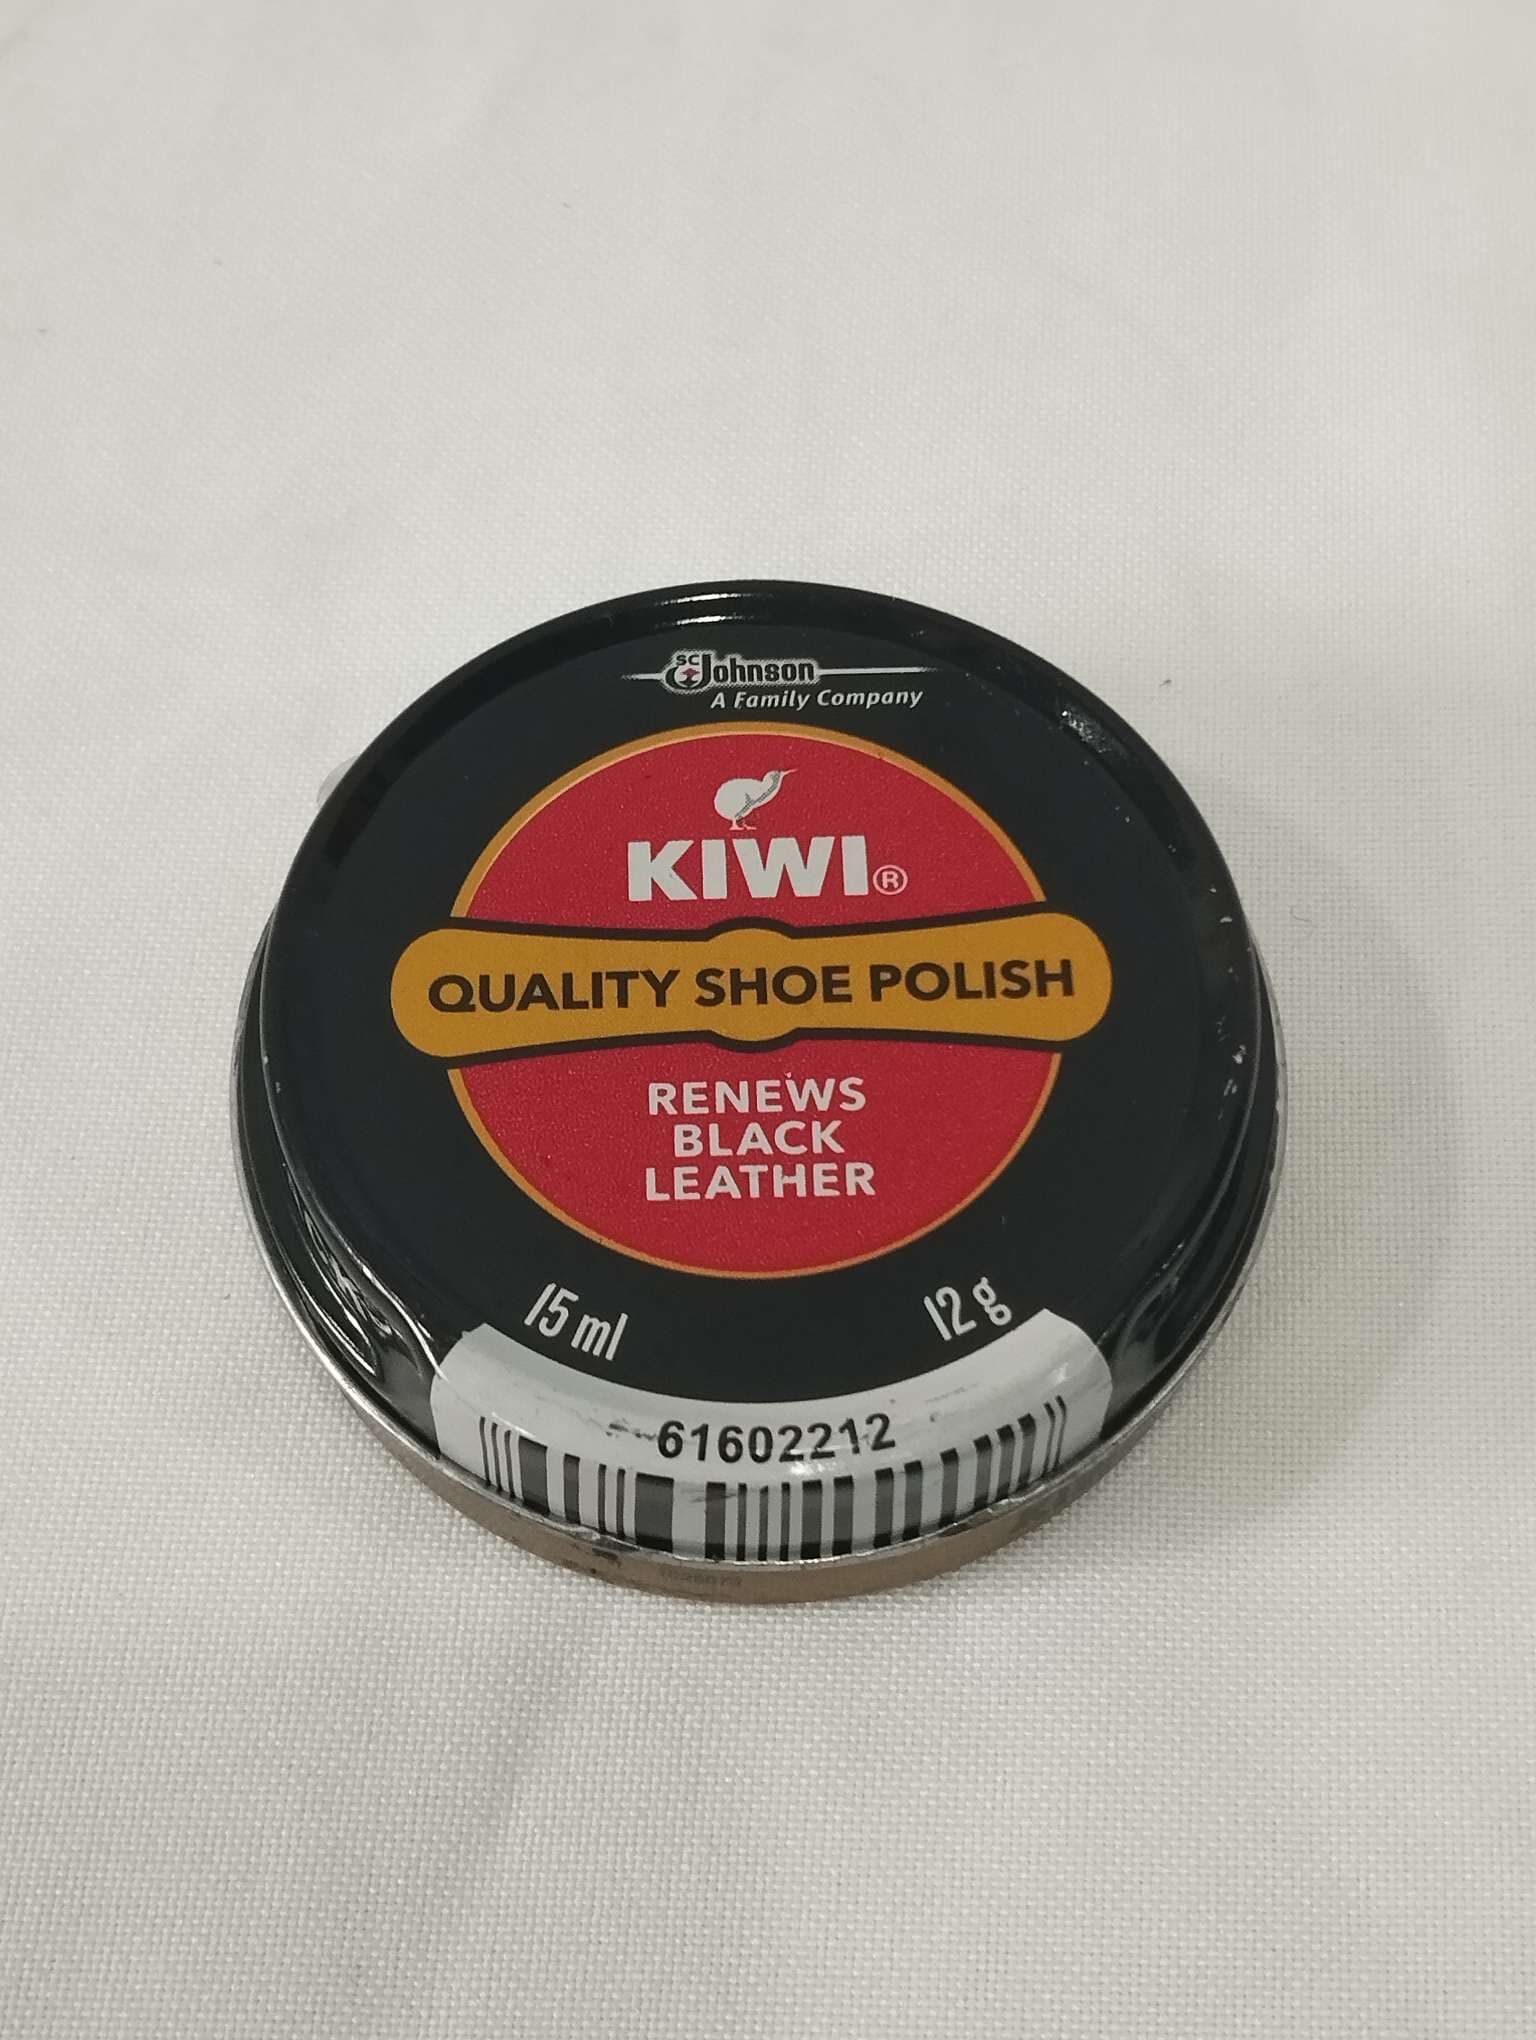 SC Johnson
A Family Company
KIWI®
QUALITY SHOE POLISH
RENEWS
BLACK
LEATHER
15 ml 12 g
61602212